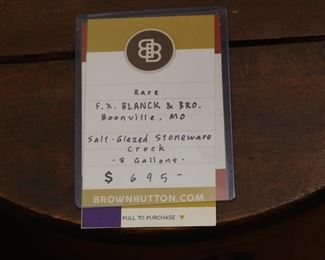 BB
Rare
F.X. BLANCK & BRO.
Boonville, MO
Salt-Glazed Stoneware
Crock
-8 Gallons-
$695-
BROWNBUTTON.COM
PULL TO PURCHASE